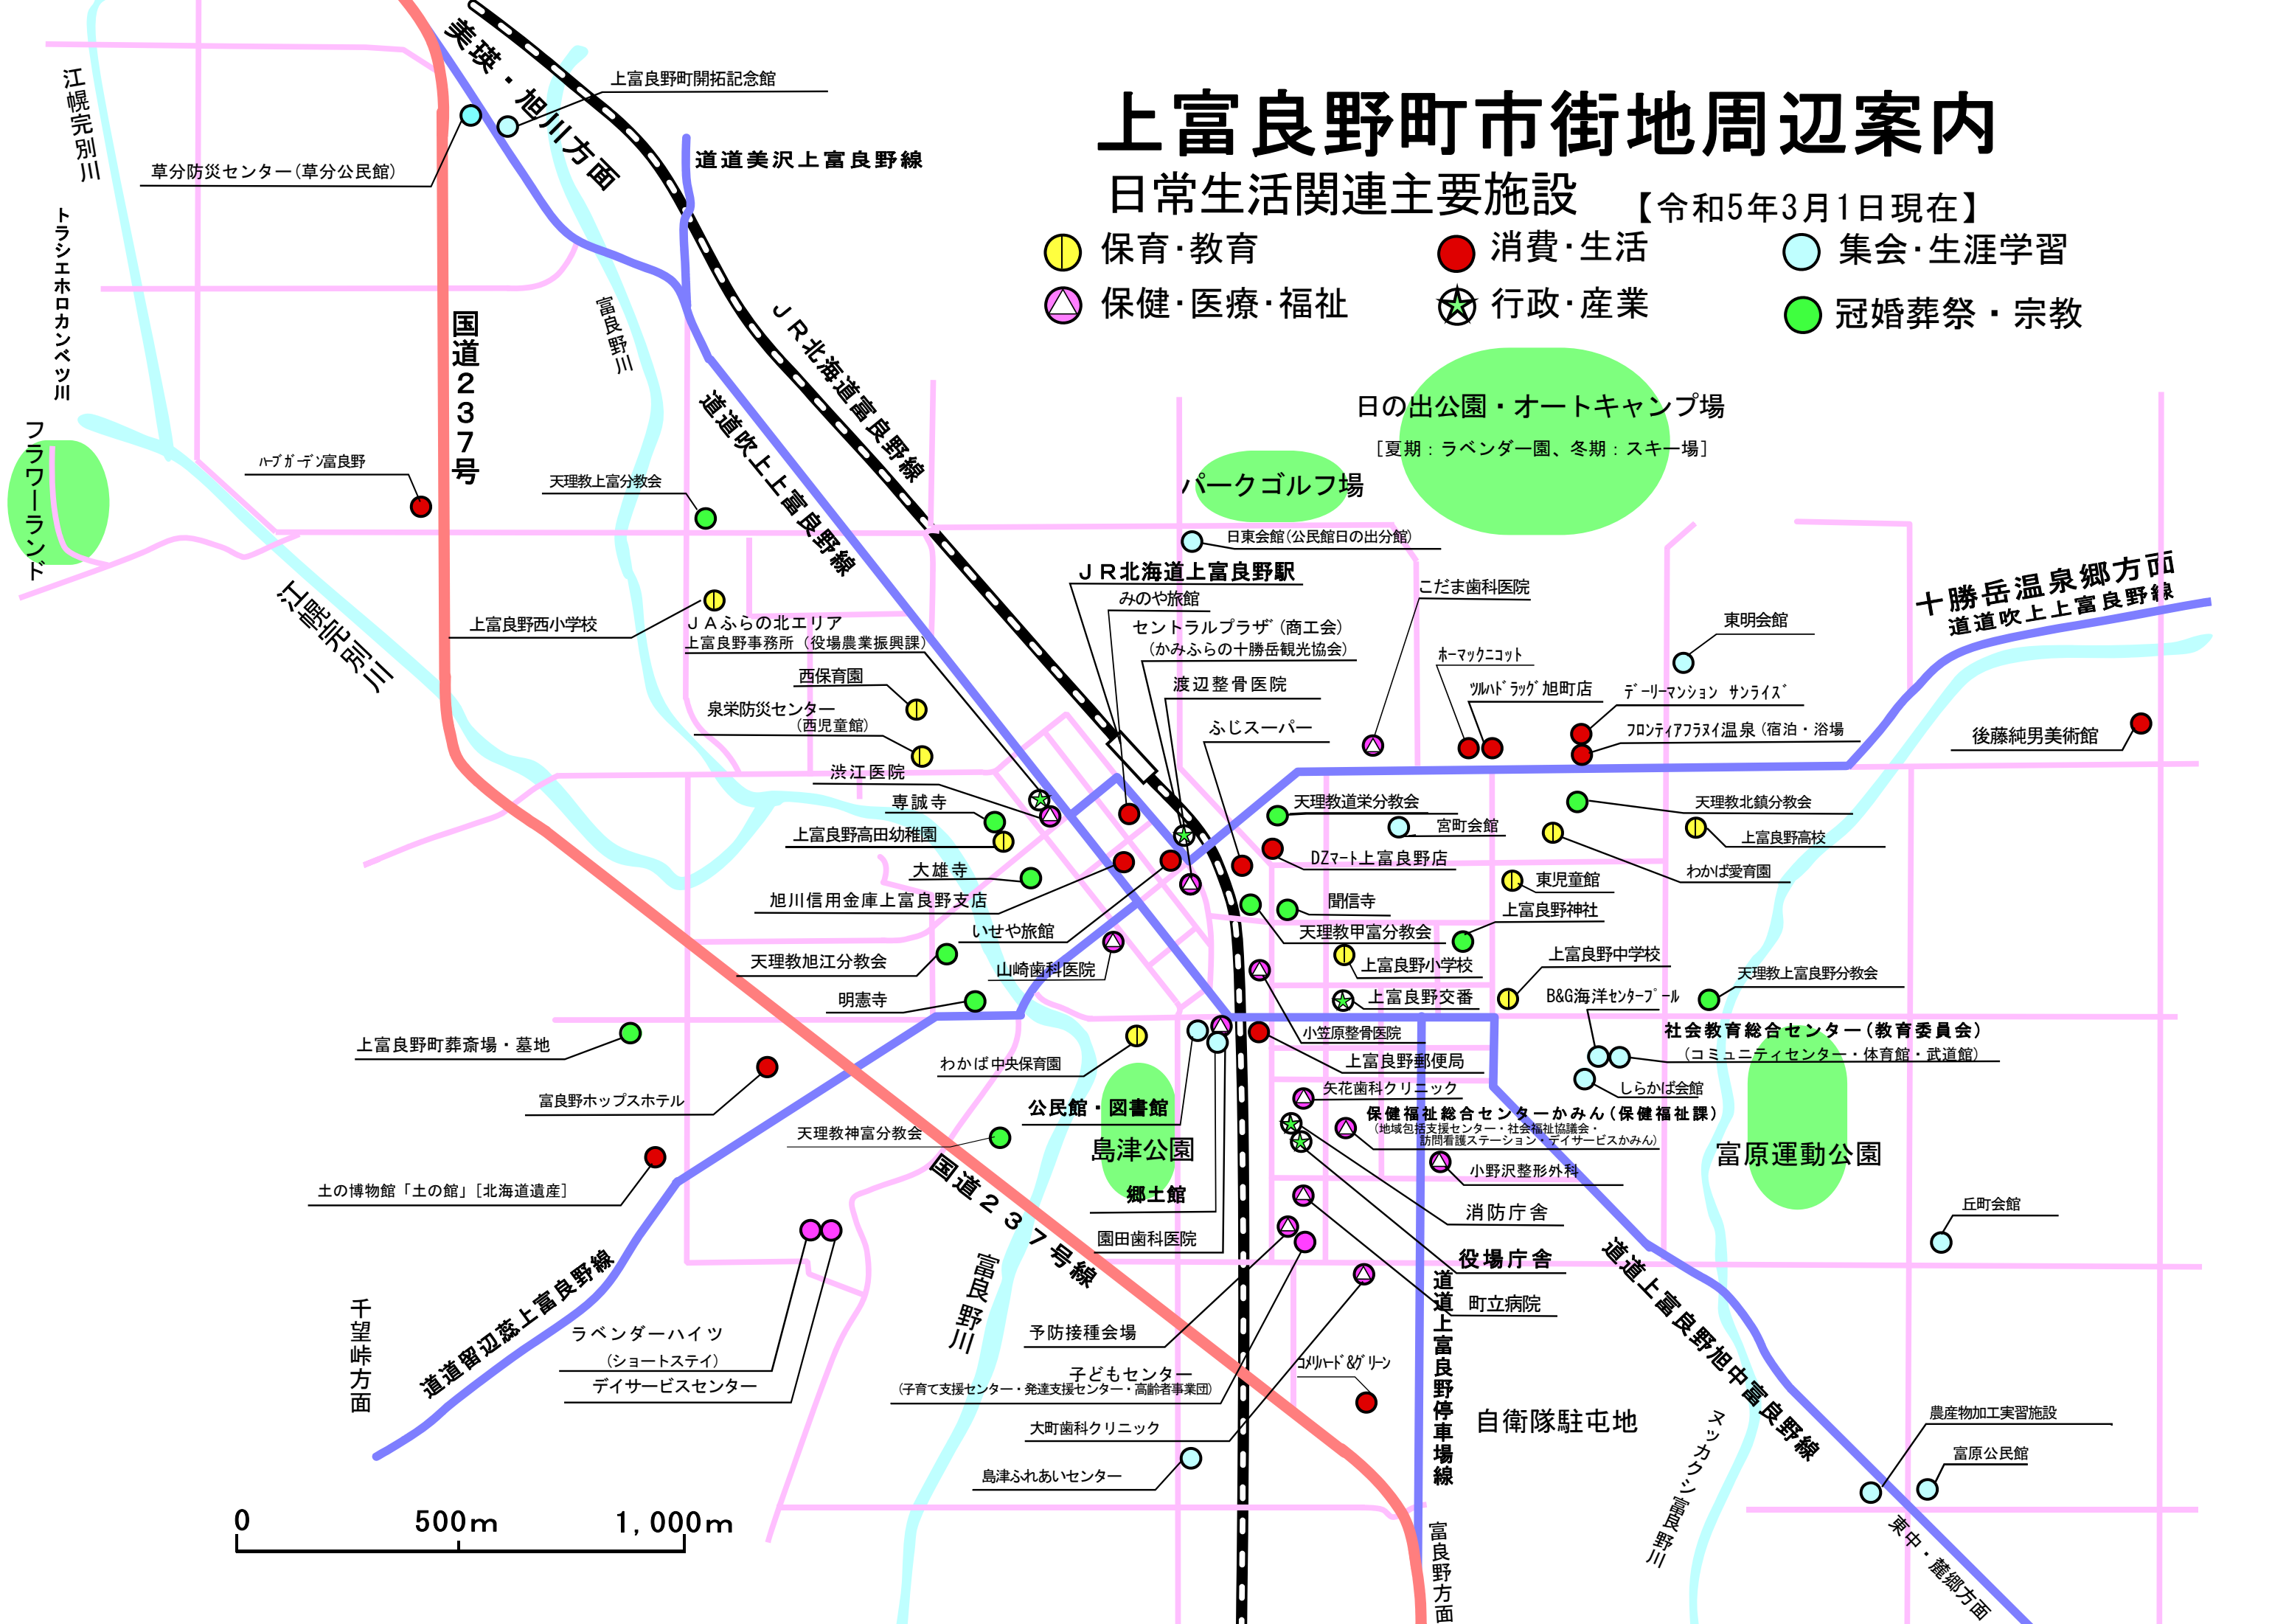 上富良野町市街地周辺案内
日常生活関連主要施設
【令和5年3月1日現在】
保育・教育
消費・生活
集会・生涯学習
保健・医療・福祉
行政・産業
冠婚葬祭・宗教
美瑛・旭川方面
上富良野町開拓記念館
江幌完別川
草分防災センター(草分公民館)
道道美沢上富良野線
トラシエホロカンベツ川
国道237号
富良野川
JR北海道富良野線
道道吹上上富良野線
フラワーランド
ハーブガーデン富良野
天理教上富分教会
日の出公園・オートキャンプ場
[夏期:ラベンダー園、冬期:スキー場]
パークゴルフ場
日東会館(公民館日の出分館)
JR北海道上富良野駅
みのや旅館
セントラルプラザ(商工会)
(かみふらの十勝岳観光協会)
渡辺整骨医院
ふじスーパー
こだま歯科医院
ホーマックニコット
ツルハドラッグ旭町店
東明会館
デーリーマンション サンライズ
フロンティアフラヌイ温泉(宿泊・浴場
十勝岳温泉郷方面
道道吹上上富良野線
後藤純男美術館
江幌完別川
上富良野西小学校
JAふらの北エリア
上富良野事務所(役場農業振興課)
西保育園
泉栄防災センター
(西児童館)
渋江医院
専誠寺
上富良野高田幼稚園
大雄寺
旭川信用金庫上富良野支店
いせや旅館
天理教旭江分教会
山崎歯科医院
明憲寺
天理教道栄分教会
宮町会館
DZマート上富良野店
聞信寺
天理教甲富分教会
上富良野小学校
上富良野交番
小笠原整骨医院
上富良野郵便局
天理教北鎮分教会
上富良野高校
わかば愛育園
東児童館
上富良野神社
上富良野中学校
B&G海洋センタープール
天理教上富良野分教会
社会教育総合センター(教育委員会)
(コミュニティセンター・体育館・武道館)
しらかば会館
上富良野町葬斎場・墓地
富良野ホップスホテル
わかば中央保育園
天理教神富分教会
公民館・図書館
島津公園
郷土館
園田歯科医院
矢花歯科クリニック
保健福祉総合センターかみん(保健福祉課)
(地域包括支援センター・社会福祉協議会・
訪問看護ステーション・デイサービスかみん)
小野沢整形外科
消防庁舎
役場庁舎
町立病院
富原運動公園
丘町会館
土の博物館「土の館」[北海道遺産]
国道237号線
富良野川
道道留辺蘂上富良野線
千望峠方面
ラベンダーハイツ
(ショートステイ)
デイサービスセンター
予防接種会場
子どもセンター
(子育て支援センター・発達支援センター・高齢者事業団)
大町歯科クリニック
島津ふれあいセンター
コメリハード&グリーン
道道上富良野停車場線
自衛隊駐屯地
道道上富良野旭中富良野線
ヌッカクシ富良野川
農産物加工実習施設
富原公民館
東中・麓郷方面
富良野方面
0
500m
1,000m